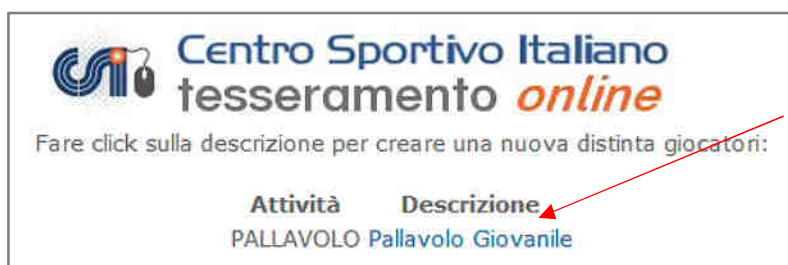 CSI Centro Sportivo Italiano
tesseramento online
Fare click sulla descrizione per creare una nuova distinta giocatori:
Attività Descrizione
PALLAVOLO Pallavolo Giovanile